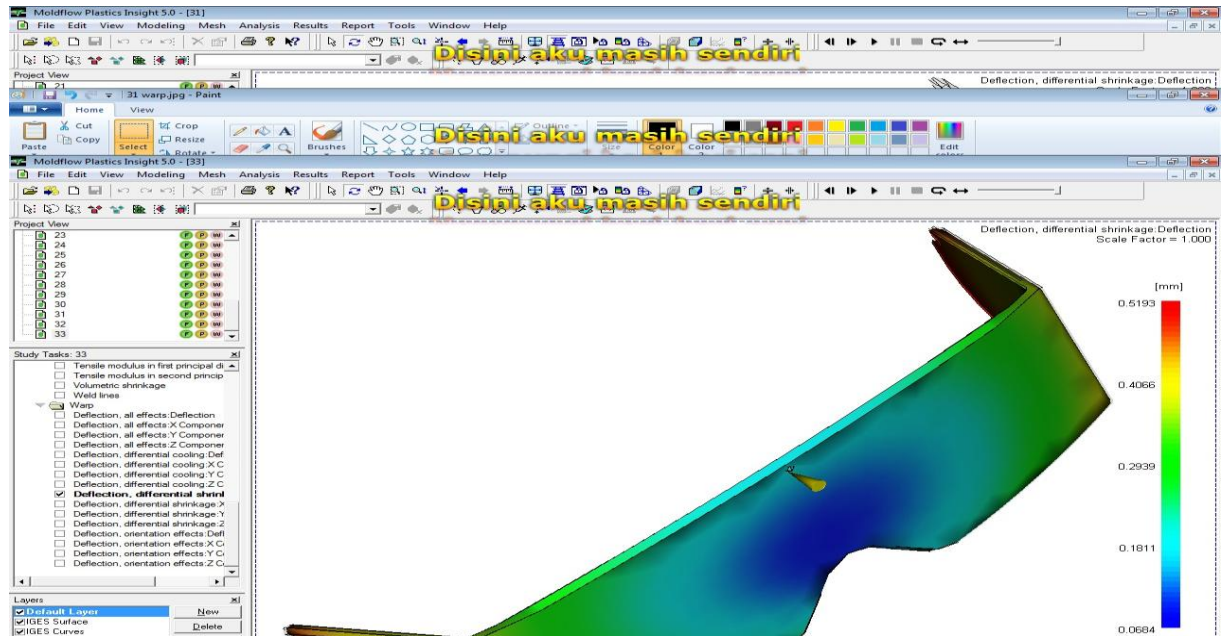 Moldflow Plastics Insight 5.0 - [31]
File Edit View Modeling Mesh Analysis Results Report Tools Window Help
Disini aku masih sendiri
Project View
21
Deflection, differential shrinkage:Deflection
31 warp.jpg - Paint
Home View
Cut
Crop
Copy
Resize
Paste
Select
Rotate
Brushes
Outline
Size
Color
Color
Edit
Disini aku masih sendiri
Moldflow Plastics Insight 5.0 - [33]
File Edit View Modeling Mesh Analysis Results Report Tools Window Help
Disini aku masih sendiri
Project View
23
24
25
26
27
28
29
30
31
32
33
Deflection, differential shrinkage:Deflection
Scale Factor = 1.000
[mm]
0.5193
0.4066
0.2939
0.1811
0.0684
Study Tasks: 33
Tensile modulus in first principal di
Tensile modulus in second princip
Volumetric shrinkage
Weld lines
Warp
Deflection, all effects:Deflection
Deflection, all effects:X Componer
Deflection, all effects:Y Componer
Deflection, all effects:Z Componer
Deflection, differential cooling:Def
Deflection, differential cooling:X C
Deflection, differential cooling:Y C
Deflection, differential cooling:Z C
Deflection, differential shrinl
Deflection, differential shrinkage:X
Deflection, differential shrinkage:Y
Deflection, differential shrinkage:Z
Deflection, orientation effects:Defl
Deflection, orientation effects:X C
Deflection, orientation effects:Y C
Deflection, orientation effects:Z C
Layers
Default Layer
New
IGES Surface
IGES Curves
Delete